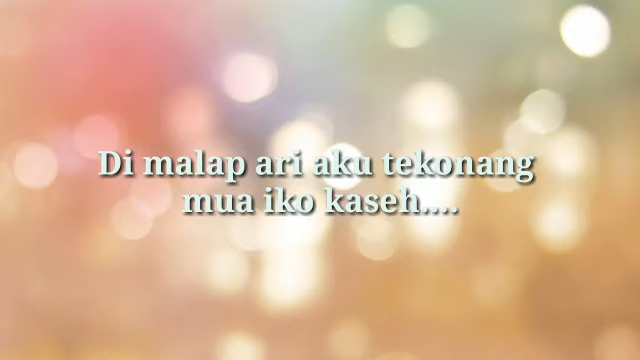 Di malap ari aku tekonang
mua iko kaseh....